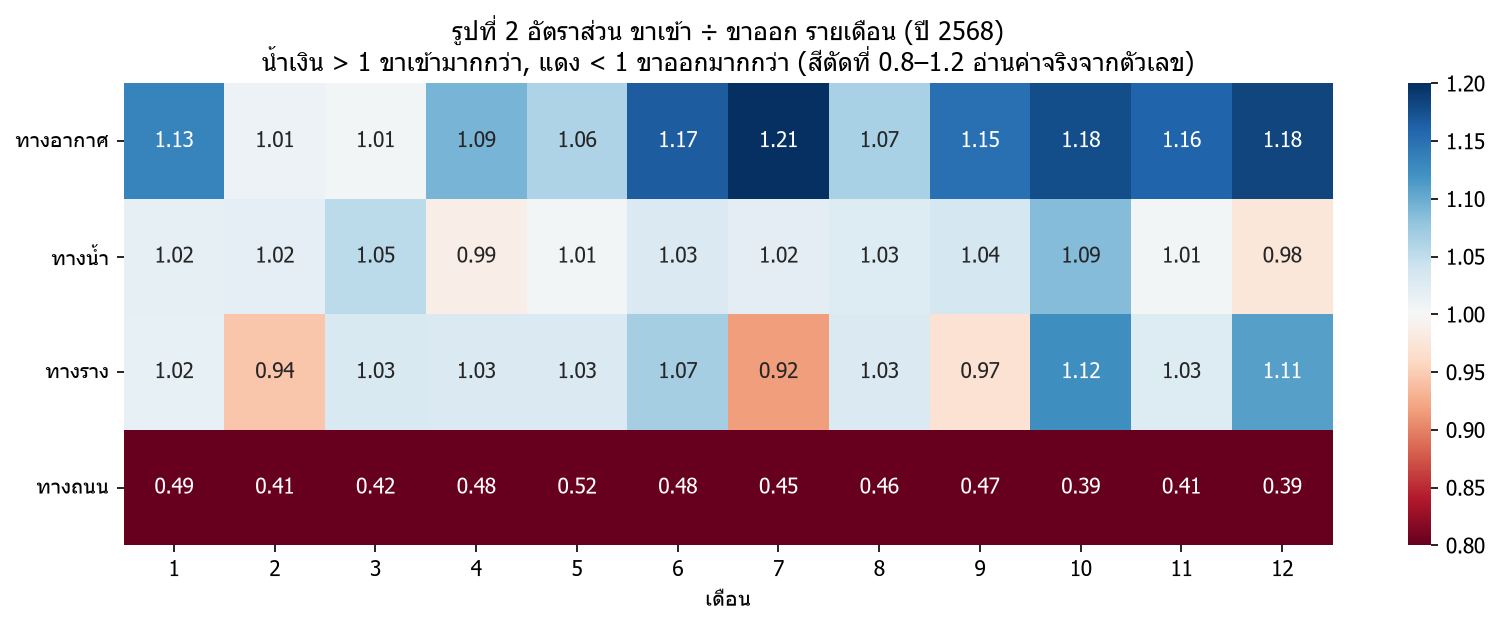 รูปที่ 2 อัตราส่วน ขาเข้า ÷ ขาออก รายเดือน (ปี 2568)
น้ำเงิน > 1 ขาเข้ามากกว่า, แดง < 1 ขาออกมากกว่า (สีตัดที่ 0.8–1.2 อ่านค่าจริงจากตัวเลข)
ทางอากาศ 1.13 1.01 1.01 1.09 1.06 1.17 1.21 1.07 1.15 1.18 1.16 1.18
ทางน้ำ 1.02 1.02 1.05 0.99 1.01 1.03 1.02 1.03 1.04 1.09 1.01 0.98
ทางราง 1.02 0.94 1.03 1.03 1.03 1.07 0.92 1.03 0.97 1.12 1.03 1.11
ทางถนน 0.49 0.41 0.42 0.48 0.52 0.48 0.45 0.46 0.47 0.39 0.41 0.39
1 2 3 4 5 6 7 8 9 10 11 12
เดือน
1.20
1.15
1.10
1.05
1.00
0.95
0.90
0.85
0.80